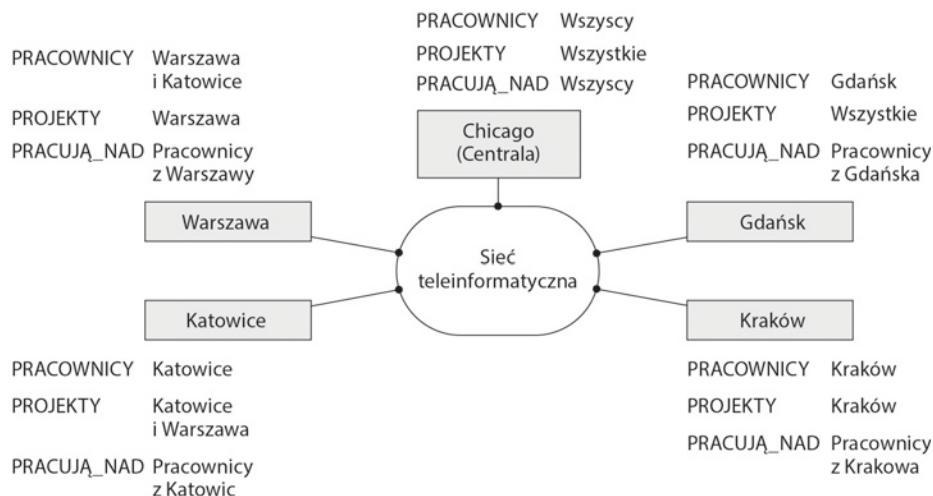 PRACOWNICY Wszyscy
PROJEKTY Wszystkie
PRACUJĄ_NAD Wszyscy
Chicago
(Centrala)
PRACOWNICY Warszawa
i Katowice
PROJEKTY Warszawa
PRACUJĄ_NAD Pracownicy
z Warszawy
Warszawa
PRACOWNICY Gdańsk
PROJEKTY Wszystkie
PRACUJĄ_NAD Pracownicy
z Gdańska
Gdańsk
Sieć
teleinformatyczna
Katowice
PRACOWNICY Katowice
PROJEKTY Katowice
i Warszawa
PRACUJĄ_NAD Pracownicy
z Katowic
Kraków
PRACOWNICY Kraków
PROJEKTY Kraków
PRACUJĄ_NAD Pracownicy
z Krakowa